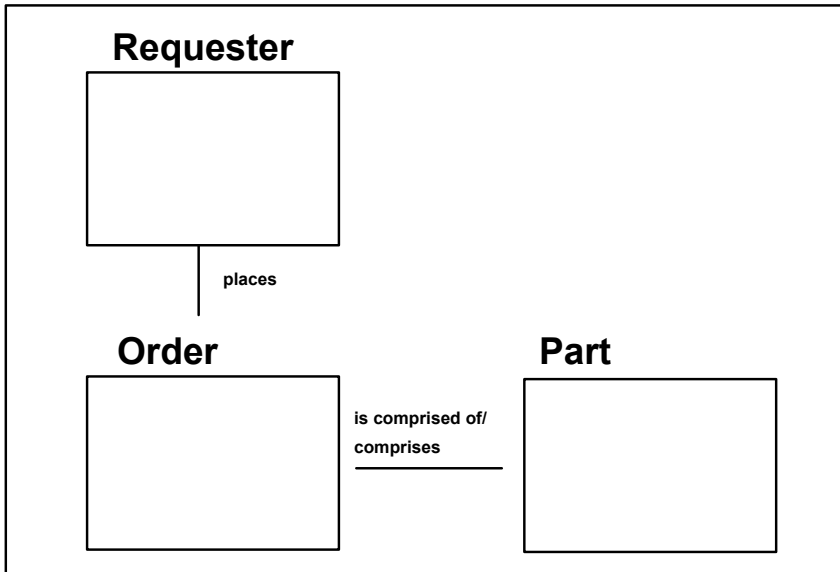 Requester
places
Order
Part
is comprised of/
comprises